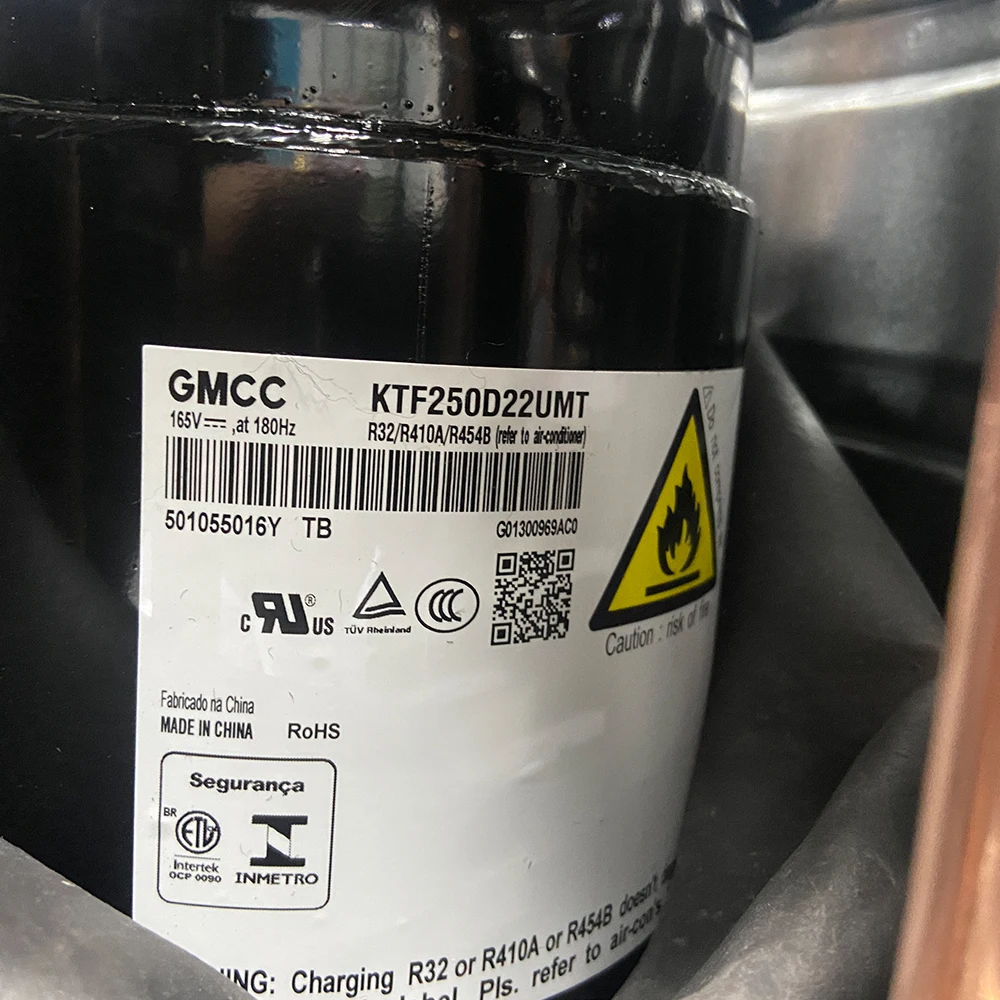 GMCC KTF250D22UMT
165V⎓,at 180Hz R32/R410A/R454B (refer to air-conditioner)
501055016Y TB G01300969AC0
c RU® US TÜV Rheinland CCC
Caution : risk of fire
Fabricado na China
MADE IN CHINA RoHS
Segurança
BR ETL
Intertek
OCP 0090 INMETRO
Charging R32 or R410A or R454B doesn't
Pls. refer to air-con's